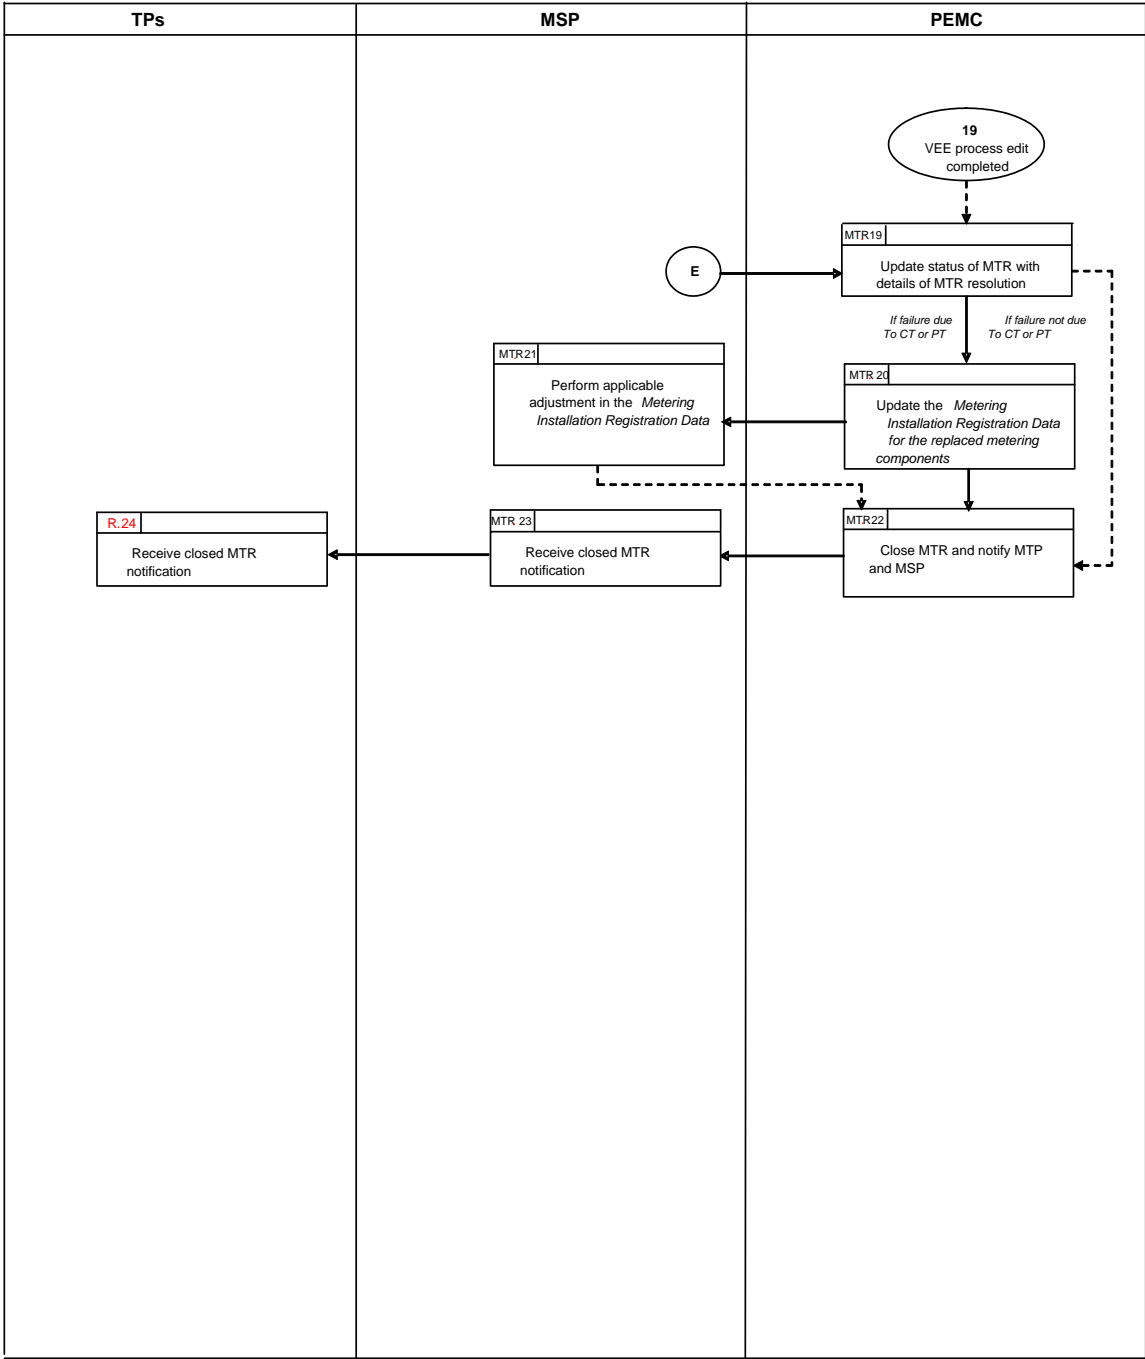 TPs
MSP
PEMC
19
VEE process edit
completed
MTR19
Update status of MTR with
details of MTR resolution
E
If failure due
To CT or PT
If failure not due
To CT or PT
MTR21
Perform applicable
adjustment in the Metering
Installation Registration Data
MTR 20
Update the Metering
Installation Registration Data
for the replaced metering
components
R.24
Receive closed MTR
notification
MTR 23
Receive closed MTR
notification
MTR22
Close MTR and notify MTP
and MSP